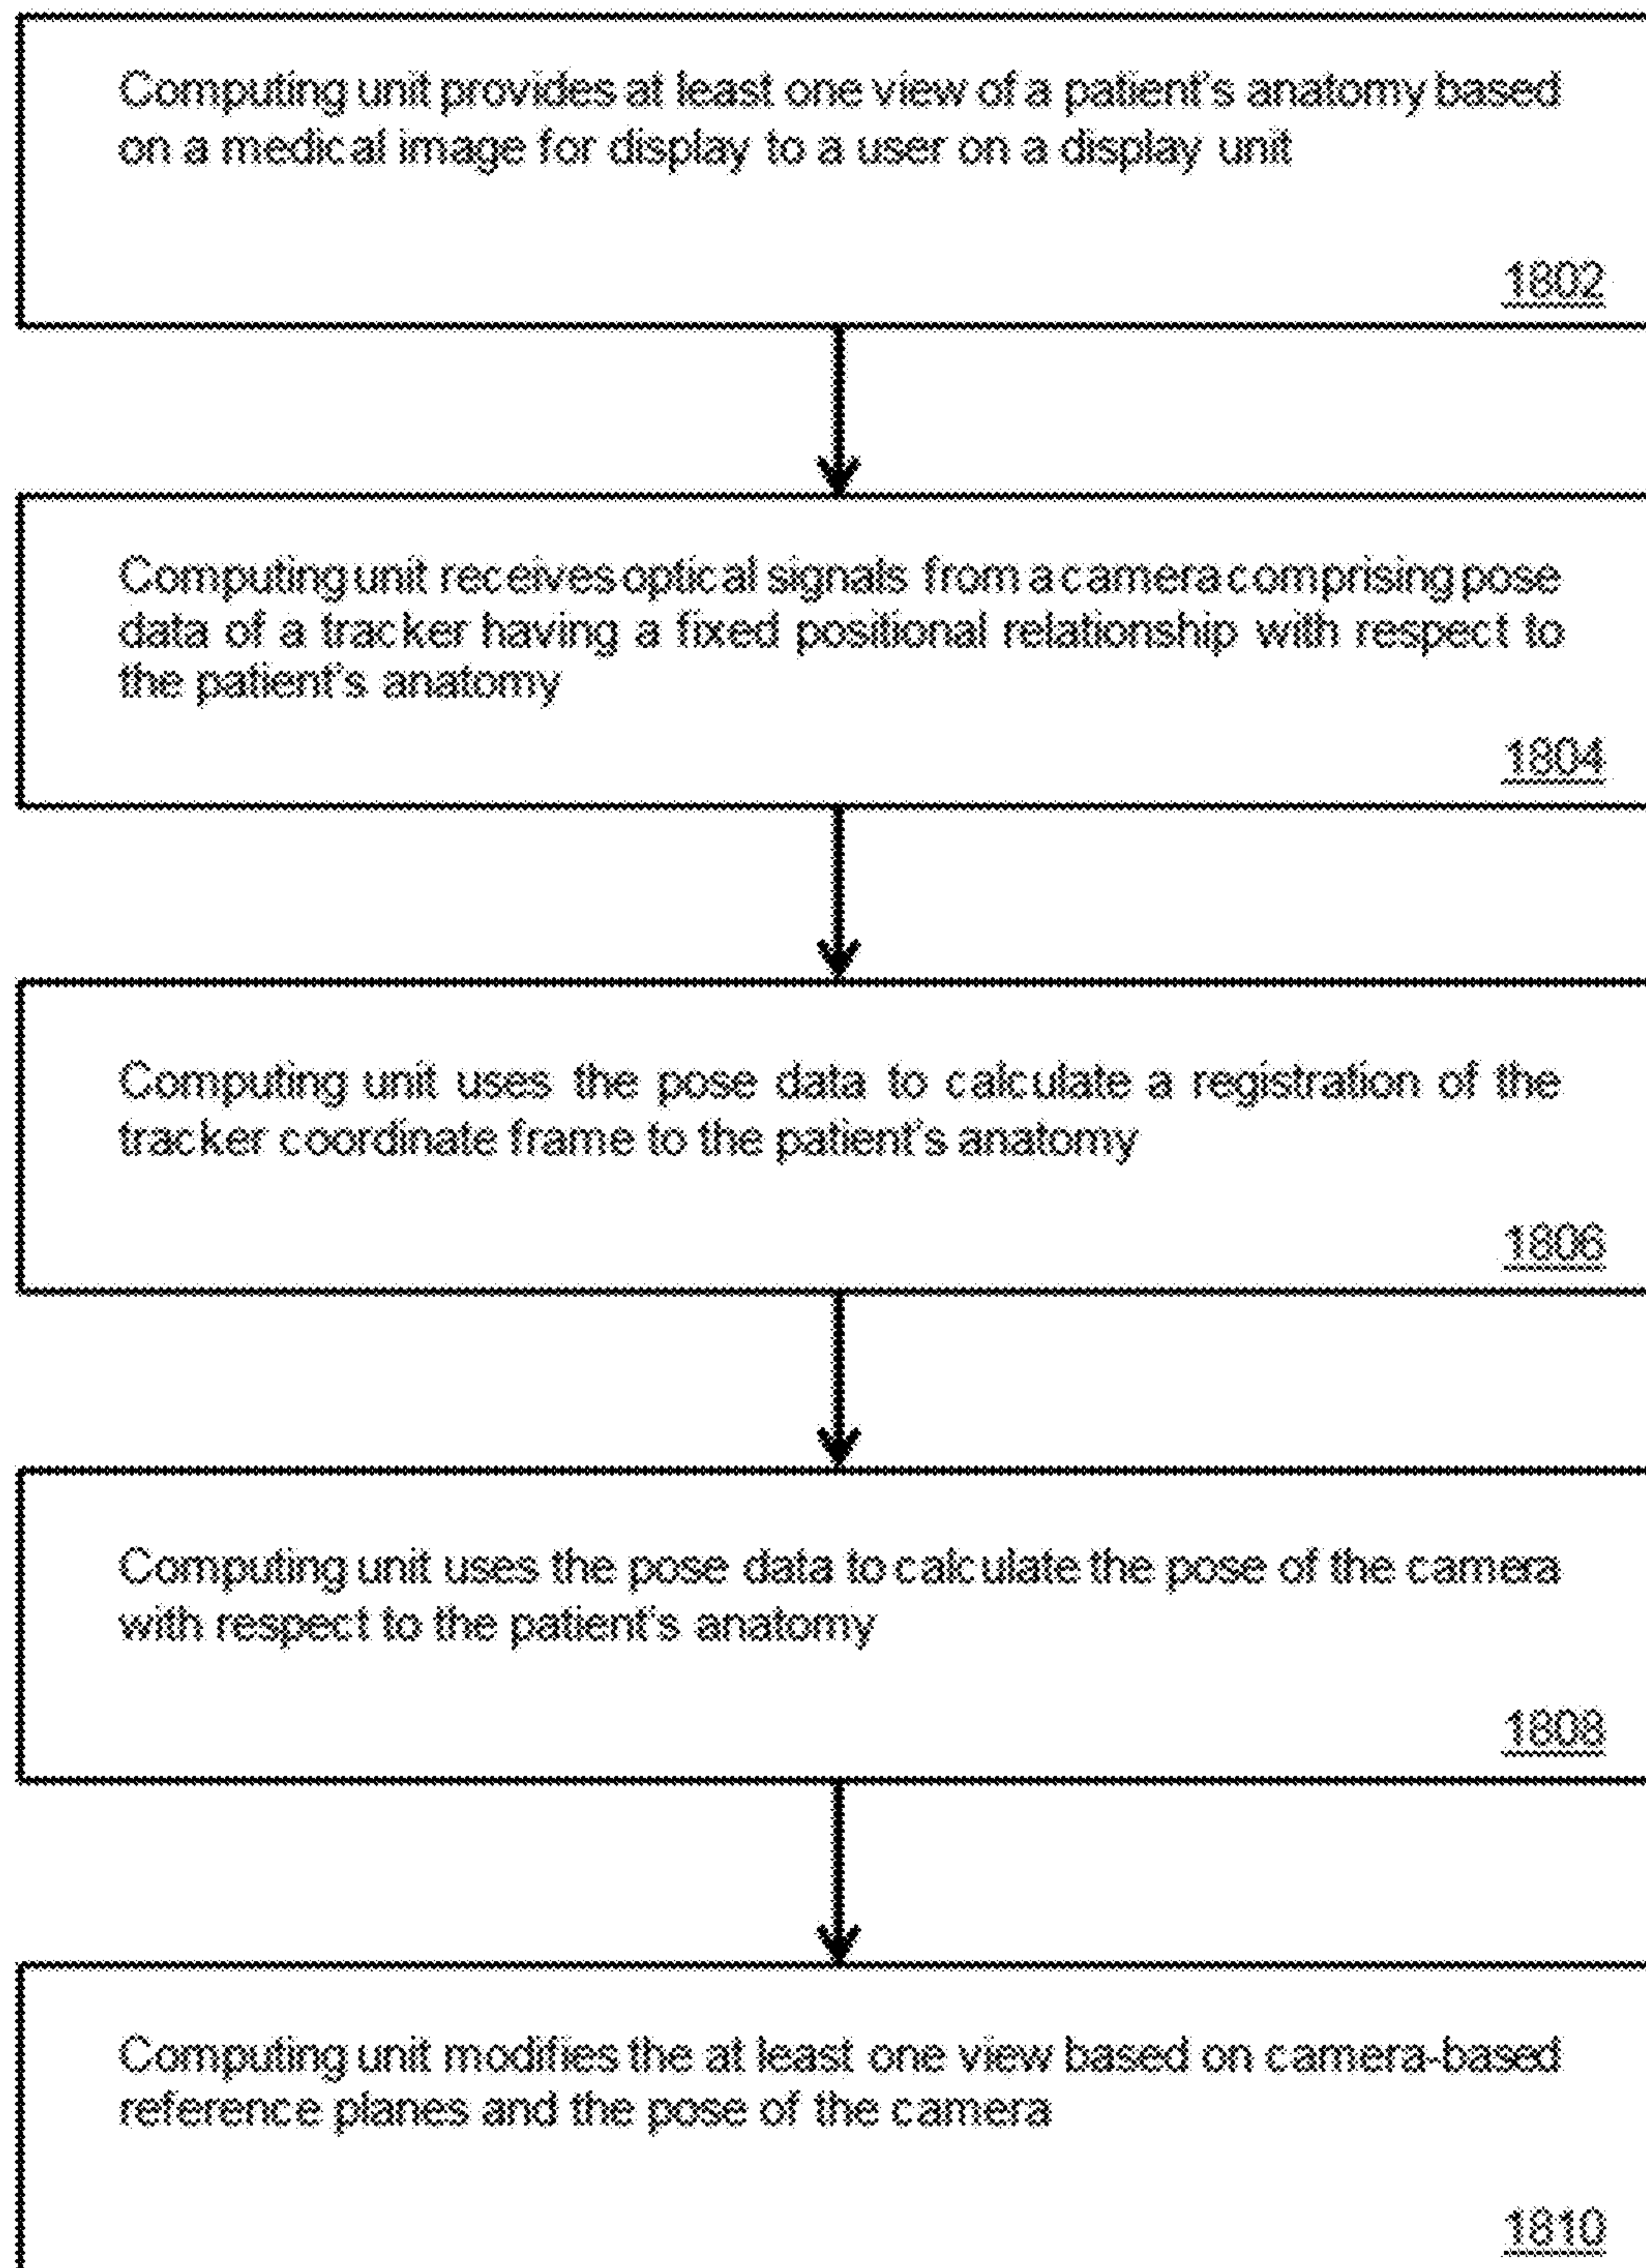 Computing unit provides at least one view of a patient's anatomy based
on a medical image for display to a user on a display unit
1802
Computing unit receives optical signals from a camera comprising pose
data of a tracker having a fixed positional relationship with respect to
the patient's anatomy
1804
Computing unit uses the pose data to calculate a registration of the
tracker coordinate frame to the patient's anatomy
1806
Computing unit uses the pose data to calculate the pose of the camera
with respect to the patient's anatomy
1808
Computing unit modifies the at least one view based on camera-based
reference planes and the pose of the camera
1810